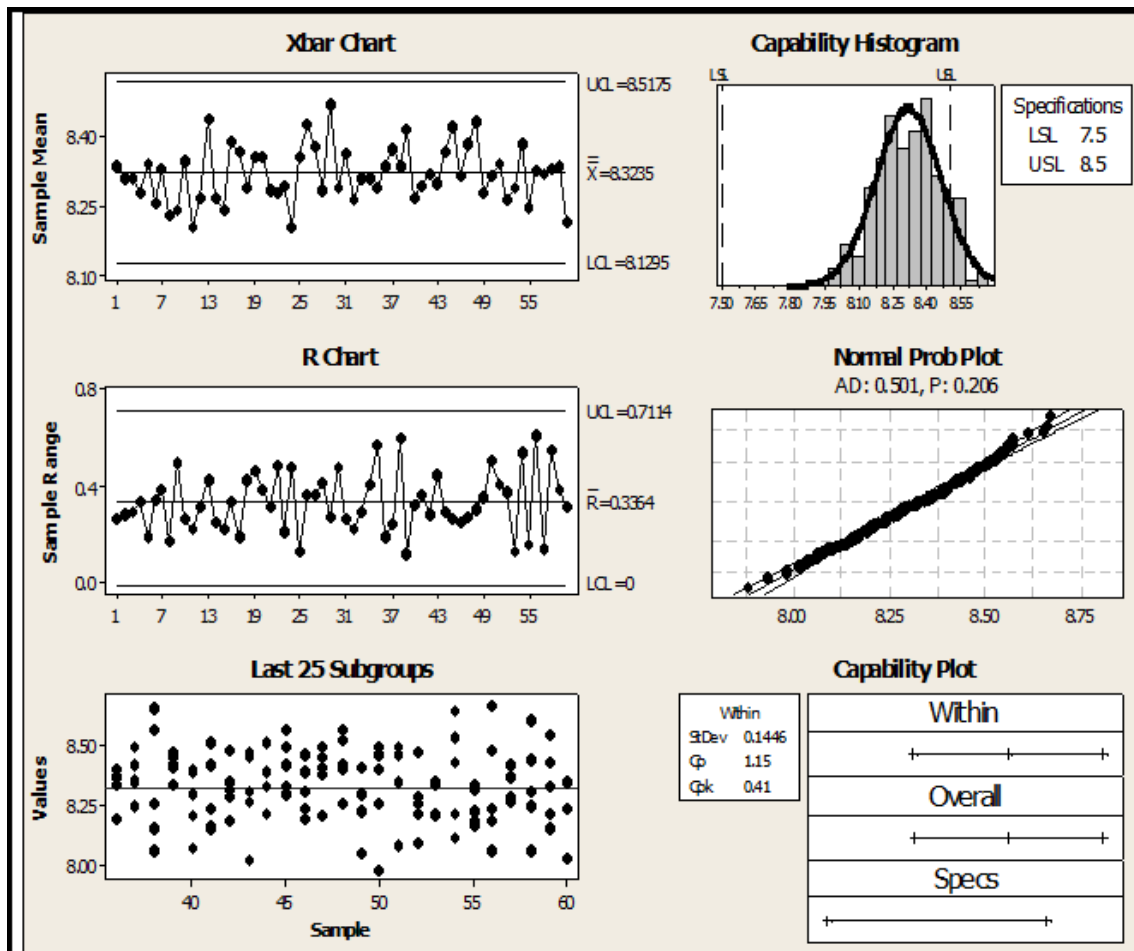 Xbar Chart
Sample Mean
8.40
8.25
8.10
UCL=8.5175
X=8.3235
LCL=8.1295
1 7 13 19 25 31 37 43 49 55
Capability Histogram
LSL USL
7.50 7.65 7.80 7.95 8.10 8.25 8.40 8.55
Specifications
LSL 7.5
USL 8.5
R Chart
Sample Range
0.8
0.4
0.0
UCL=0.7114
R=0.3364
LCL=0
1 7 13 19 25 31 37 43 49 55
Normal Prob Plot
AD: 0.501, P: 0.206
8.00 8.25 8.50 8.75
Last 25 Subgroups
Values
8.50
8.25
8.00
40 45 50 55 60
Sample
Capability Plot
Within
StDev 0.1446
Cp 1.15
Cpk 0.41
Within
Overall
Specs